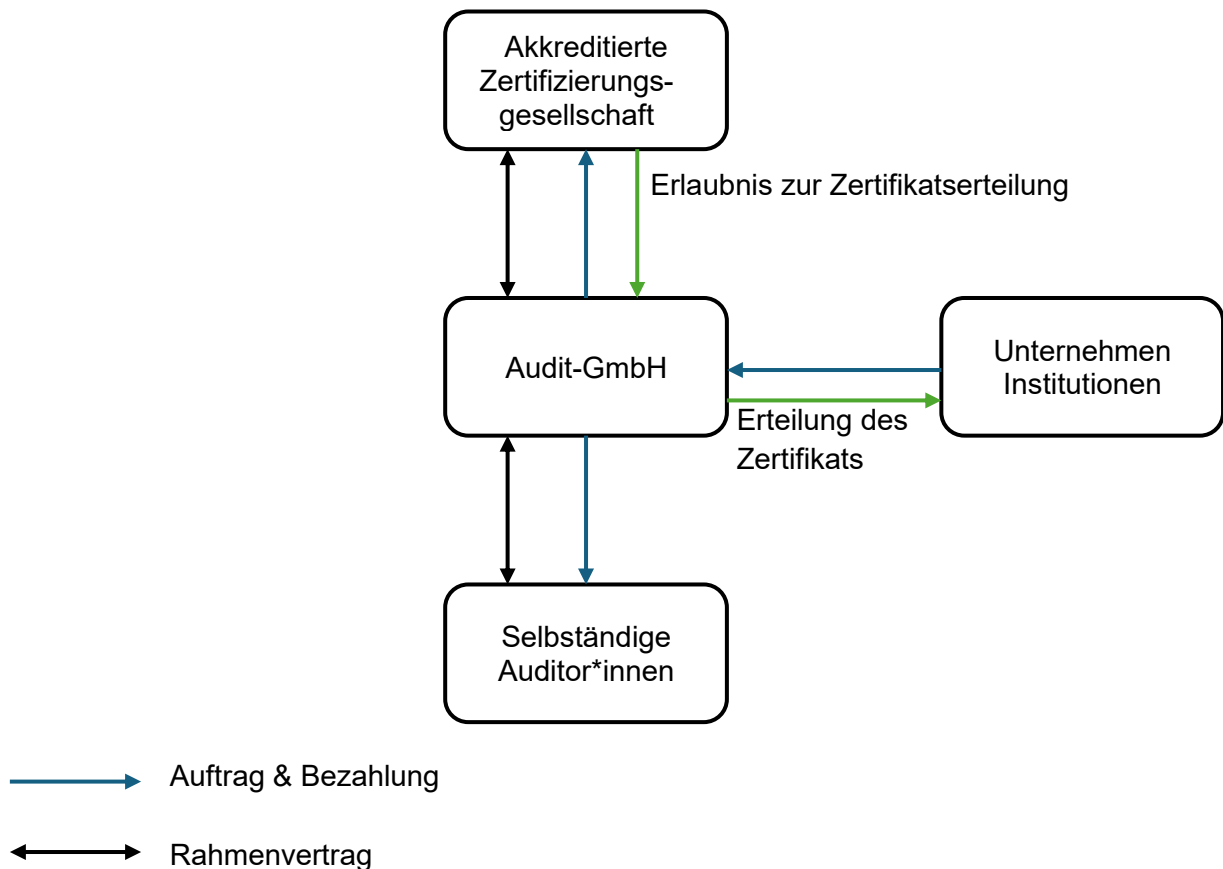 Akkreditierte
Zertifizierungs-
gesellschaft
Erlaubnis zur Zertifikatserteilung
Audit-GmbH
Unternehmen
Institutionen
Erteilung des
Zertifikats
Selbständige
Auditor*innen
Auftrag & Bezahlung
Rahmenvertrag